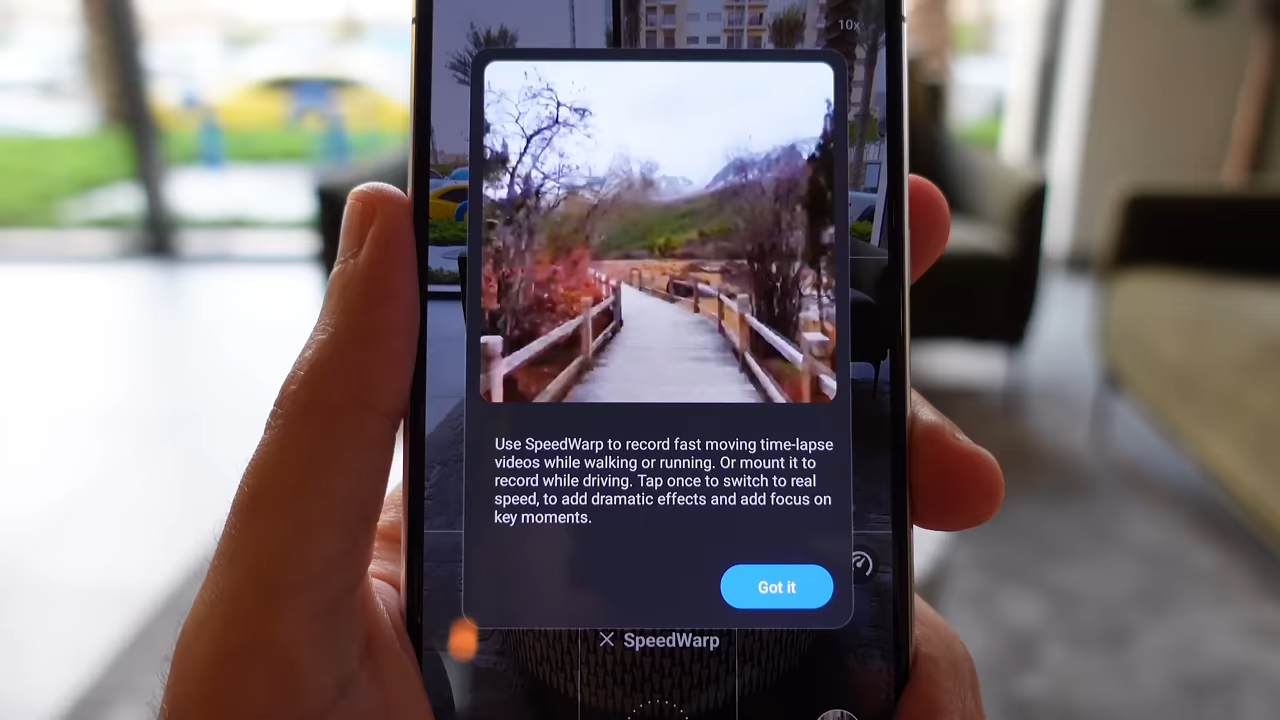 10x
Use SpeedWarp to record fast moving time-lapse
videos while walking or running. Or mount it to
record while driving. Tap once to switch to real
speed, to add dramatic effects and add focus on
key moments.
Got it
SpeedWarp